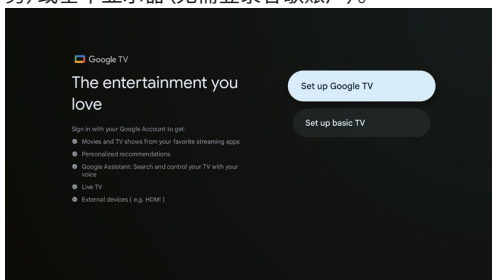 Google TV
The entertainment you
love
Sign in with your Google Account to get:
Movies and TV shows from your favorite streaming apps
Personalized recommendations
Google Assistant: Search and control your TV with your
voice
Live TV
External devices ( e.g. HDMI )
Set up Google TV
Set up basic TV